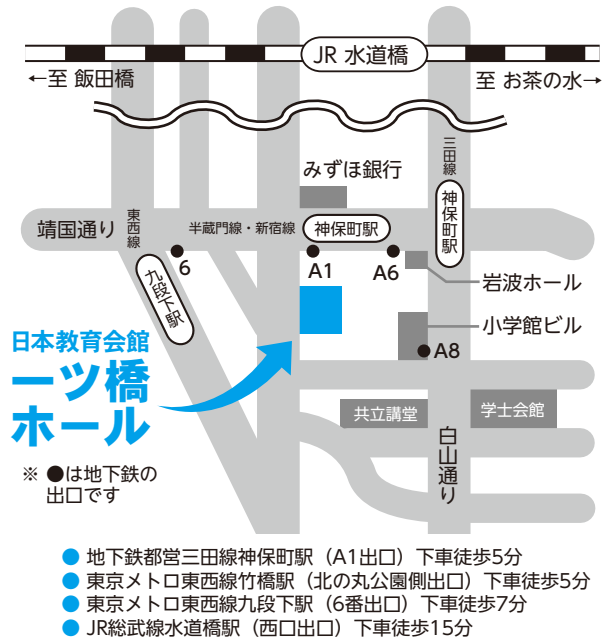 JR 水道橋
←至 飯田橋
至 お茶の水→
三田線
みずほ銀行
神保町駅
靖国通り
東西線
半蔵門線・新宿線
神保町駅
6
A1
A6
九段下駅
岩波ホール
小学館ビル
A8
日本教育会館
一ツ橋
ホール
共立講堂
学士会館
白山通り
※ ●は地下鉄の
出口です
● 地下鉄都営三田線神保町駅（A1出口）下車徒歩5分
● 東京メトロ東西線竹橋駅（北の丸公園側出口）下車徒歩5分
● 東京メトロ東西線九段下駅（6番出口）下車徒歩7分
● JR総武線水道橋駅（西口出口）下車徒歩15分